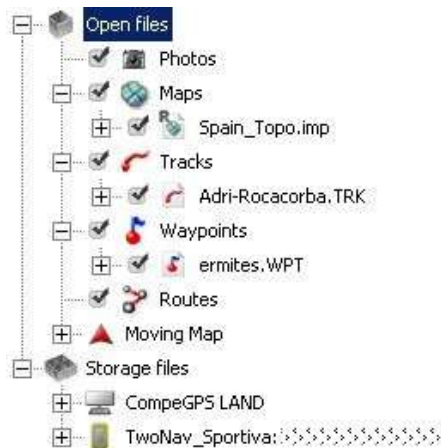 Open files
Photos
Maps
Spain_Topo.imp
Tracks
Adri-Rocacorba.TRK
Waypoints
ermites.WPT
Routes
Moving Map
Storage files
CompeGPS LAND
TwoNav_Sportiva: